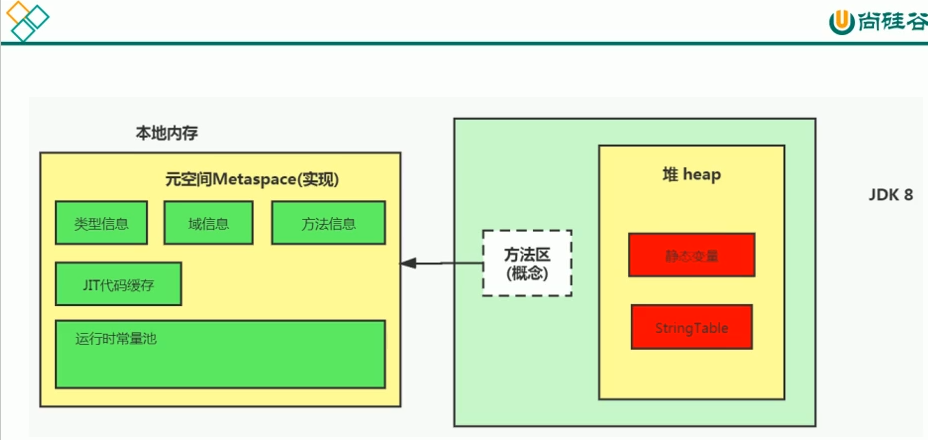 尚硅谷
本地内存
元空间Metaspace(实现)
类型信息
域信息
方法信息
JIT代码缓存
运行时常量池
方法区
(概念)
堆 heap
静态变量
StringTable
JDK 8